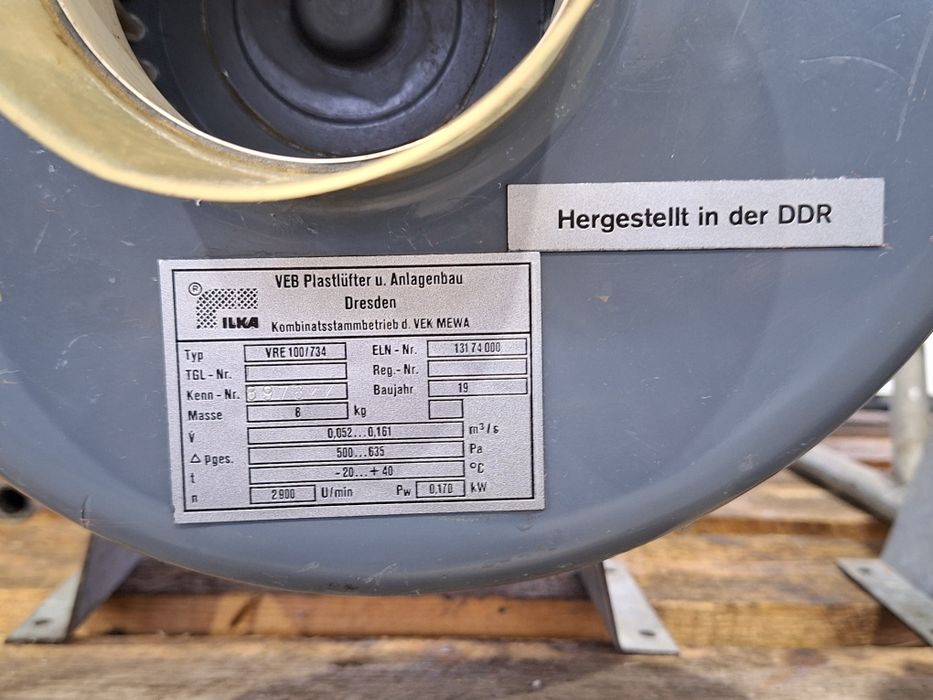 Hergestellt in der DDR
® ILKA
VEB Plastlüfter u. Anlagenbau
Dresden
Kombinatsstammbetrieb d. VEK MEWA
Typ VRE 100/734 ELN - Nr. 131 74 000
TGL - Nr. Reg. - Nr.
Kenn - Nr. Baujahr 19
Masse 6 kg
V̇ 0,052...0,161 m³/s
△ pges. 500...635 Pa
t -20...+40 °C
n 2900 U/min Pw 0,170 kW